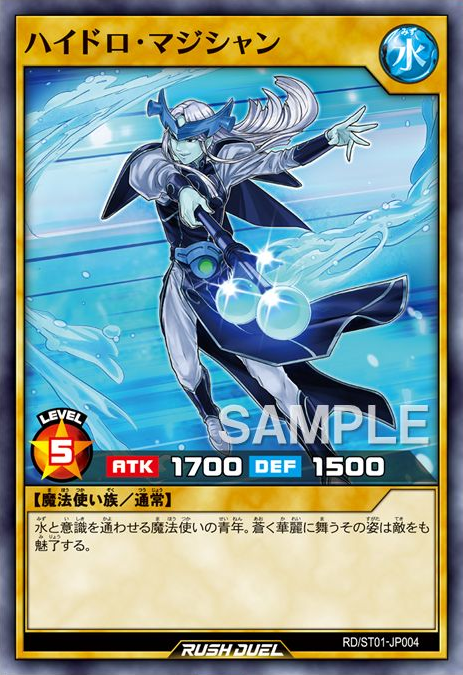 ハイドロ・マジシャン
みず
水
SAMPLE
LEVEL
5
ATK 1700 DEF 1500
【魔法使い族／通常】
水と意識を通わせる魔法使いの青年。蒼く華麗に舞うその姿は敵をも
魅了する。
RD/ST01-JP004
RUSH DUEL